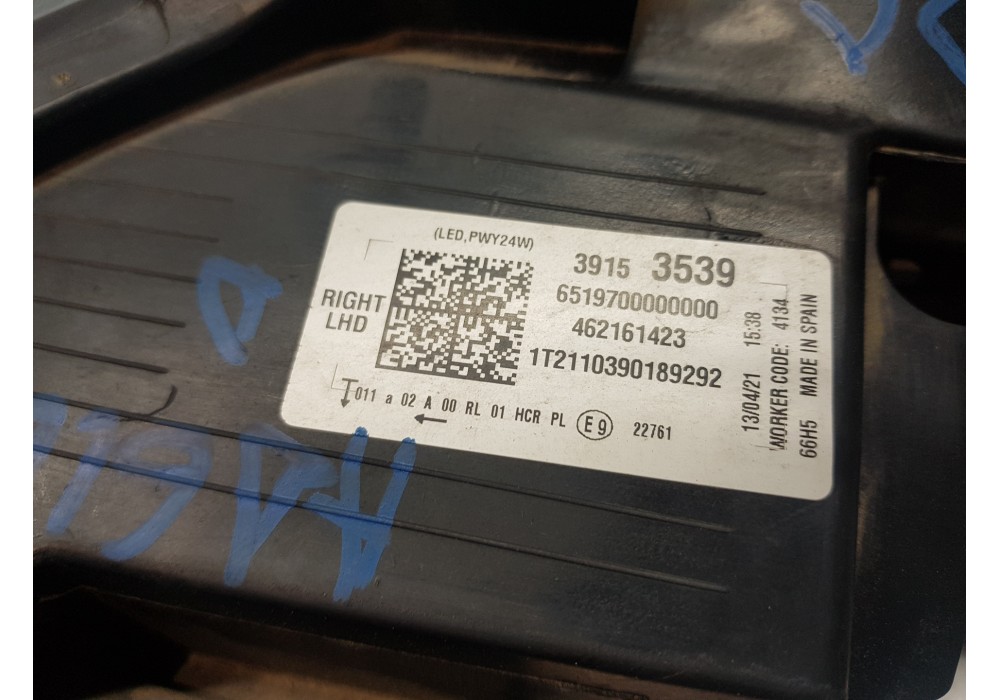 (LED,PWY24W)
RIGHT
LHD
3915 3539
6519700000000
462161423
1T2110390189292
011 a 02 A 00 RL 01 HCR PL E9 22761
13/04/21 15:38
WORKER CODE: 4134
66H5 MADE IN SPAIN